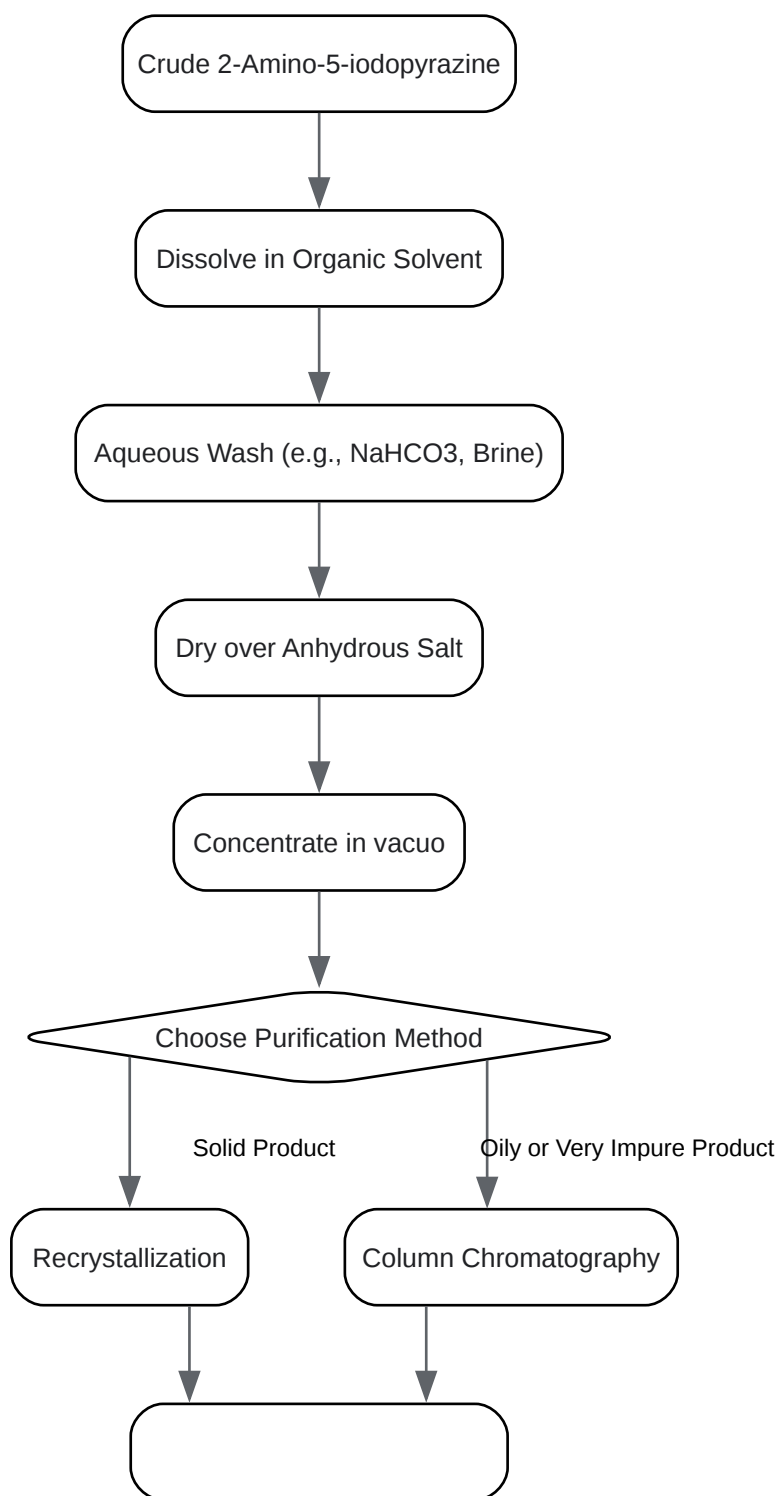 Crude 2-Amino-5-iodopyrazine
Dissolve in Organic Solvent
Aqueous Wash (e.g., NaHCO3, Brine)
Dry over Anhydrous Salt
Concentrate in vacuo
Choose Purification Method
Solid Product
Oily or Very Impure Product
Recrystallization
Column Chromatography